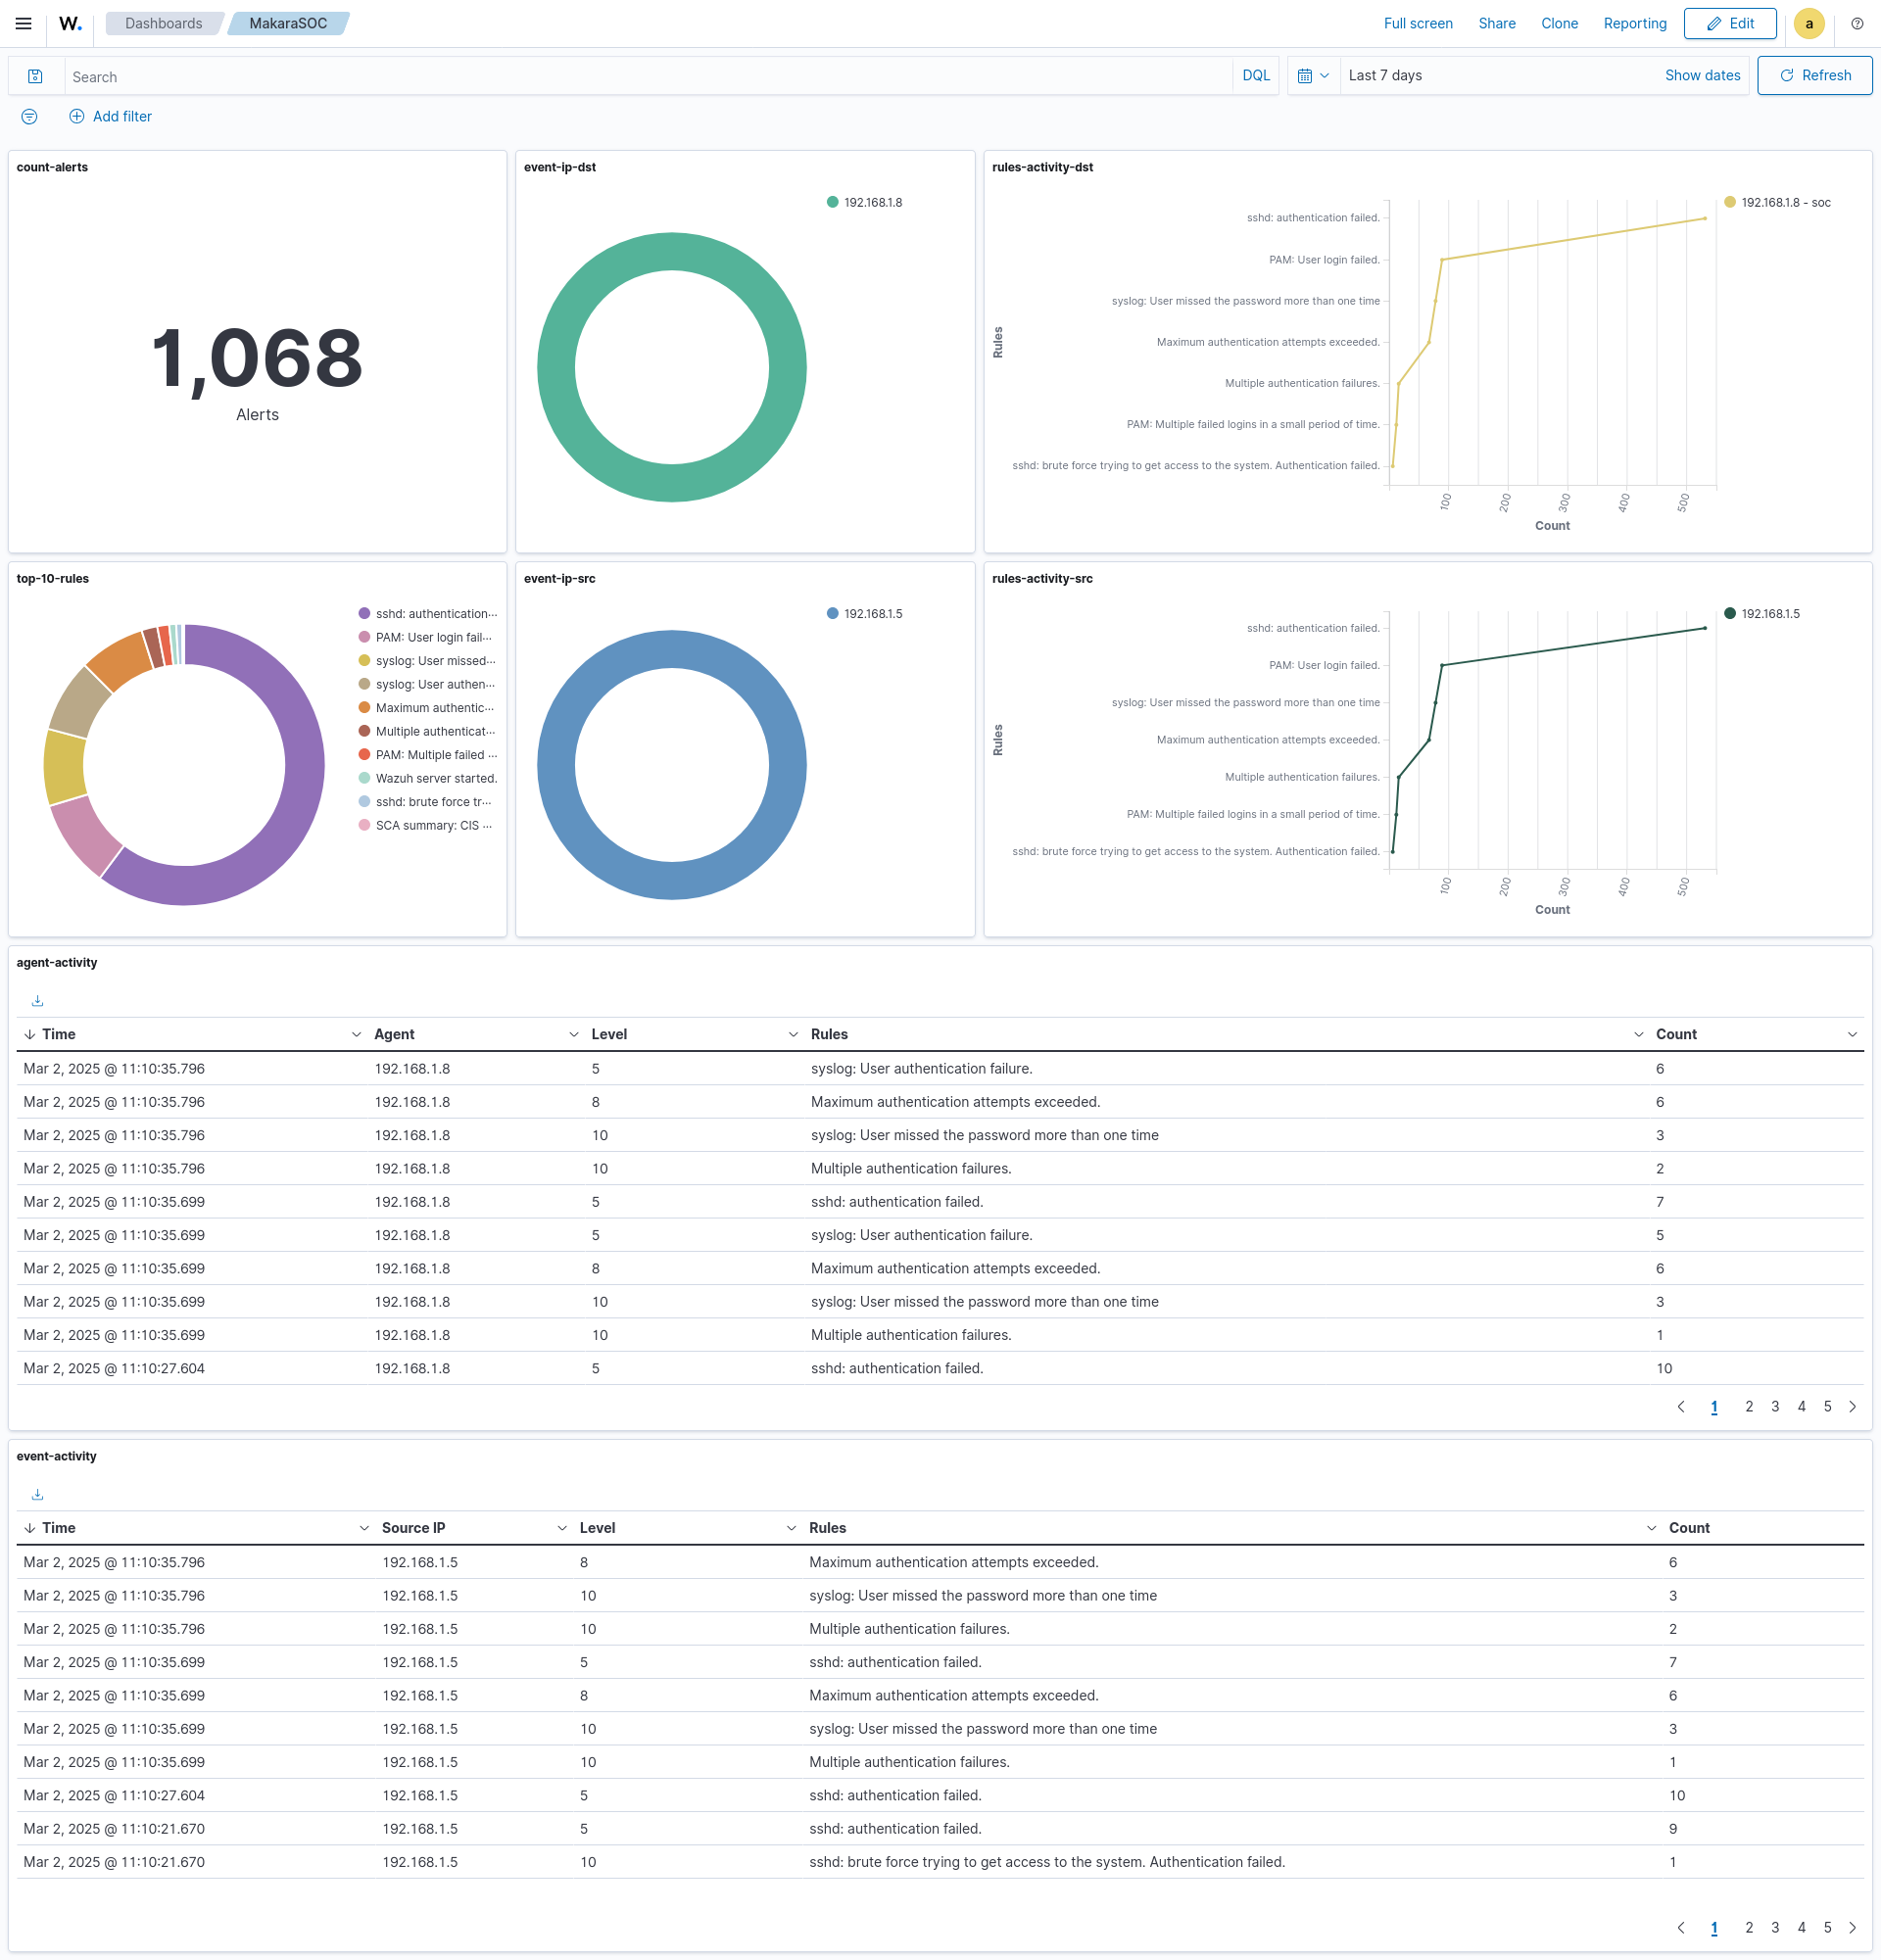 W. Dashboards MakaraSOC Full screen Share Clone Reporting Edit a
Search DQL Last 7 days Show dates Refresh
Add filter
count-alerts
1,068
Alerts
event-ip-dst
192.168.1.8
rules-activity-dst
192.168.1.8 - soc
Rules
sshd: authentication failed.
PAM: User login failed.
syslog: User missed the password more than one time
Maximum authentication attempts exceeded.
Multiple authentication failures.
PAM: Multiple failed logins in a small period of time.
sshd: brute force trying to get access to the system. Authentication failed.
100 200 300 400 500
Count
top-10-rules
sshd: authentication···
PAM: User login fail···
syslog: User missed···
syslog: User authen···
Maximum authentic···
Multiple authenticat···
PAM: Multiple failed ···
Wazuh server started.
sshd: brute force tr···
SCA summary: CIS ···
event-ip-src
192.168.1.5
rules-activity-src
192.168.1.5
Rules
sshd: authentication failed.
PAM: User login failed.
syslog: User missed the password more than one time
Maximum authentication attempts exceeded.
Multiple authentication failures.
PAM: Multiple failed logins in a small period of time.
sshd: brute force trying to get access to the system. Authentication failed.
100 200 300 400 500
Count
agent-activity
Time Agent Level Rules Count
Mar 2, 2025 @ 11:10:35.796 192.168.1.8 5 syslog: User authentication failure. 6
Mar 2, 2025 @ 11:10:35.796 192.168.1.8 8 Maximum authentication attempts exceeded. 6
Mar 2, 2025 @ 11:10:35.796 192.168.1.8 10 syslog: User missed the password more than one time 3
Mar 2, 2025 @ 11:10:35.796 192.168.1.8 10 Multiple authentication failures. 2
Mar 2, 2025 @ 11:10:35.699 192.168.1.8 5 sshd: authentication failed. 7
Mar 2, 2025 @ 11:10:35.699 192.168.1.8 5 syslog: User authentication failure. 5
Mar 2, 2025 @ 11:10:35.699 192.168.1.8 8 Maximum authentication attempts exceeded. 6
Mar 2, 2025 @ 11:10:35.699 192.168.1.8 10 syslog: User missed the password more than one time 3
Mar 2, 2025 @ 11:10:35.699 192.168.1.8 10 Multiple authentication failures. 1
Mar 2, 2025 @ 11:10:27.604 192.168.1.8 5 sshd: authentication failed. 10
1 2 3 4 5
event-activity
Time Source IP Level Rules Count
Mar 2, 2025 @ 11:10:35.796 192.168.1.5 8 Maximum authentication attempts exceeded. 6
Mar 2, 2025 @ 11:10:35.796 192.168.1.5 10 syslog: User missed the password more than one time 3
Mar 2, 2025 @ 11:10:35.796 192.168.1.5 10 Multiple authentication failures. 2
Mar 2, 2025 @ 11:10:35.699 192.168.1.5 5 sshd: authentication failed. 7
Mar 2, 2025 @ 11:10:35.699 192.168.1.5 8 Maximum authentication attempts exceeded. 6
Mar 2, 2025 @ 11:10:35.699 192.168.1.5 10 syslog: User missed the password more than one time 3
Mar 2, 2025 @ 11:10:35.699 192.168.1.5 10 Multiple authentication failures. 1
Mar 2, 2025 @ 11:10:27.604 192.168.1.5 5 sshd: authentication failed. 10
Mar 2, 2025 @ 11:10:21.670 192.168.1.5 5 sshd: authentication failed. 9
Mar 2, 2025 @ 11:10:21.670 192.168.1.5 10 sshd: brute force trying to get access to the system. Authentication failed. 1
1 2 3 4 5